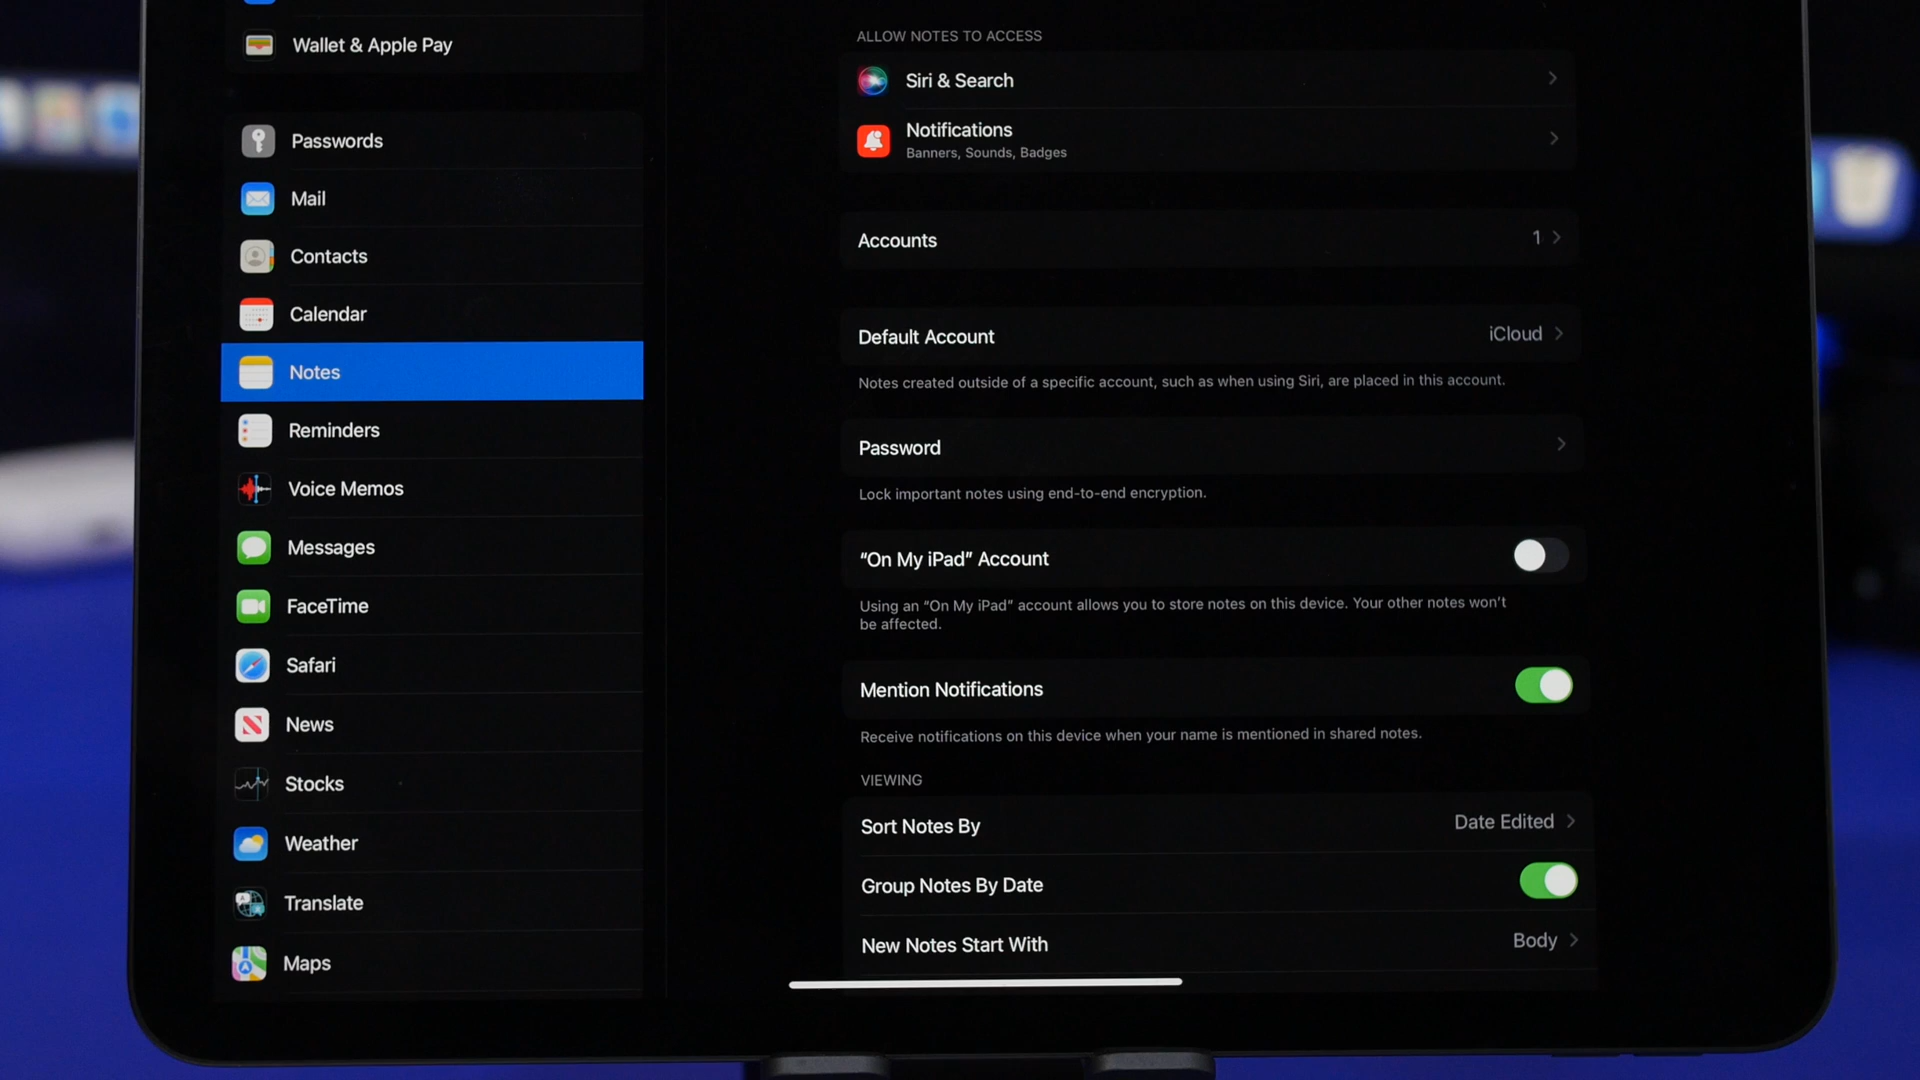 Wallet & Apple Pay
Passwords
Mail
Contacts
Calendar
Notes
Reminders
Voice Memos
Messages
FaceTime
Safari
News
Stocks
Weather
Translate
Maps
ALLOW NOTES TO ACCESS
Siri & Search
Notifications
Banners, Sounds, Badges
Accounts 1
Default Account iCloud
Notes created outside of a specific account, such as when using Siri, are placed in this account.
Password
Lock important notes using end-to-end encryption.
“On My iPad” Account
Using an “On My iPad” account allows you to store notes on this device. Your other notes won’t
be affected.
Mention Notifications
Receive notifications on this device when your name is mentioned in shared notes.
VIEWING
Sort Notes By Date Edited
Group Notes By Date
New Notes Start With Body